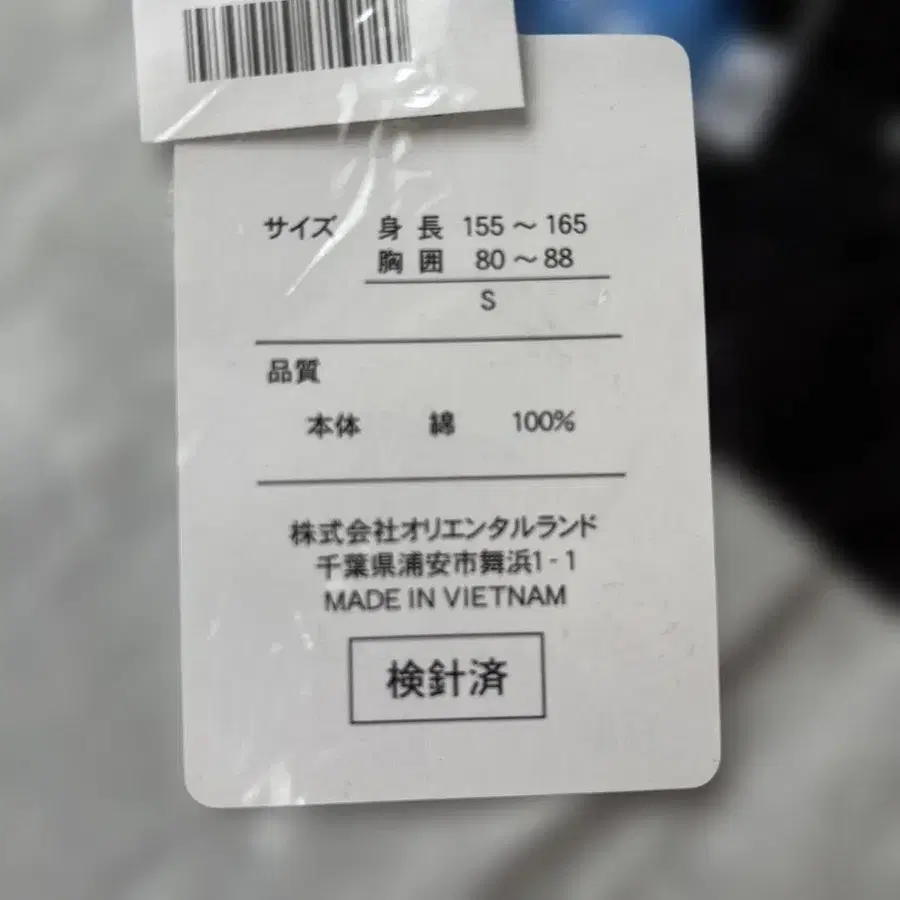 サイズ 身長 155～165
胸囲 80～88
S
品質
本体 綿 100%
株式会社オリエンタルランド
千葉県浦安市舞浜1-1
MADE IN VIETNAM
検針済